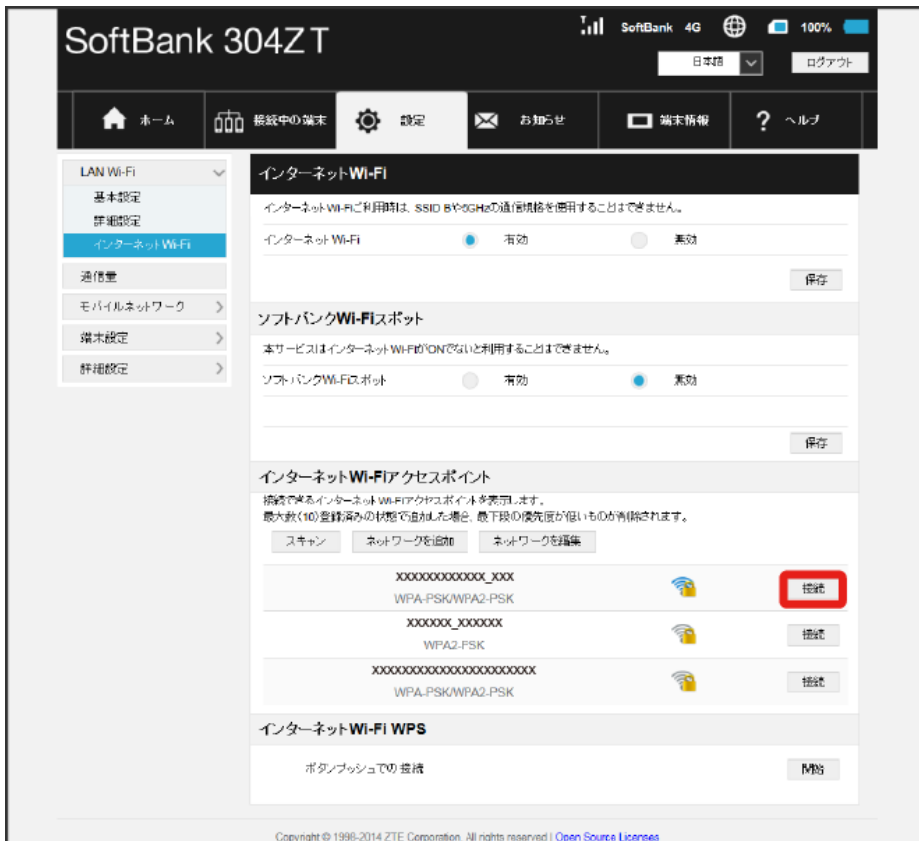 SoftBank 304ZT
SoftBank 4G 100%
日本語 ログアウト
ホーム 接続中の端末 設定 お知らせ 端末情報 ? ヘルプ
LAN Wi-Fi
基本設定
詳細設定
インターネットWi-Fi
通信量
モバイルネットワーク
端末設定
詳細設定
インターネットWi-Fi
インターネットWi-Fiご利用時は、SSID Bや5GHzの通信規格を使用することはできません。
インターネットWi-Fi 有効 無効
保存
ソフトバンクWi-Fiスポット
本サービスはインターネットWi-FiがONでないと利用することはできません。
ソフトバンクWi-Fiスポット 有効 無効
保存
インターネットWi-Fiアクセスポイント
接続できるインターネットWi-Fiアクセスポイントを表示します。
最大数(10)登録済みの状態で追加した場合、最下段の優先度が低いものが削除されます。
スキャン ネットワークを追加 ネットワークを編集
XXXXXXXXXXXX_XXX
WPA-PSK/WPA2-PSK
接続
XXXXXX_XXXXXX
WPA2-PSK
接続
XXXXXXXXXXXXXXXXXXXXXXX
WPA-PSK/WPA2-PSK
接続
インターネットWi-Fi WPS
ボタンプッシュでの接続 開始
Copyright © 1998-2014 ZTE Corporation. All rights reserved | Open Source Licenses